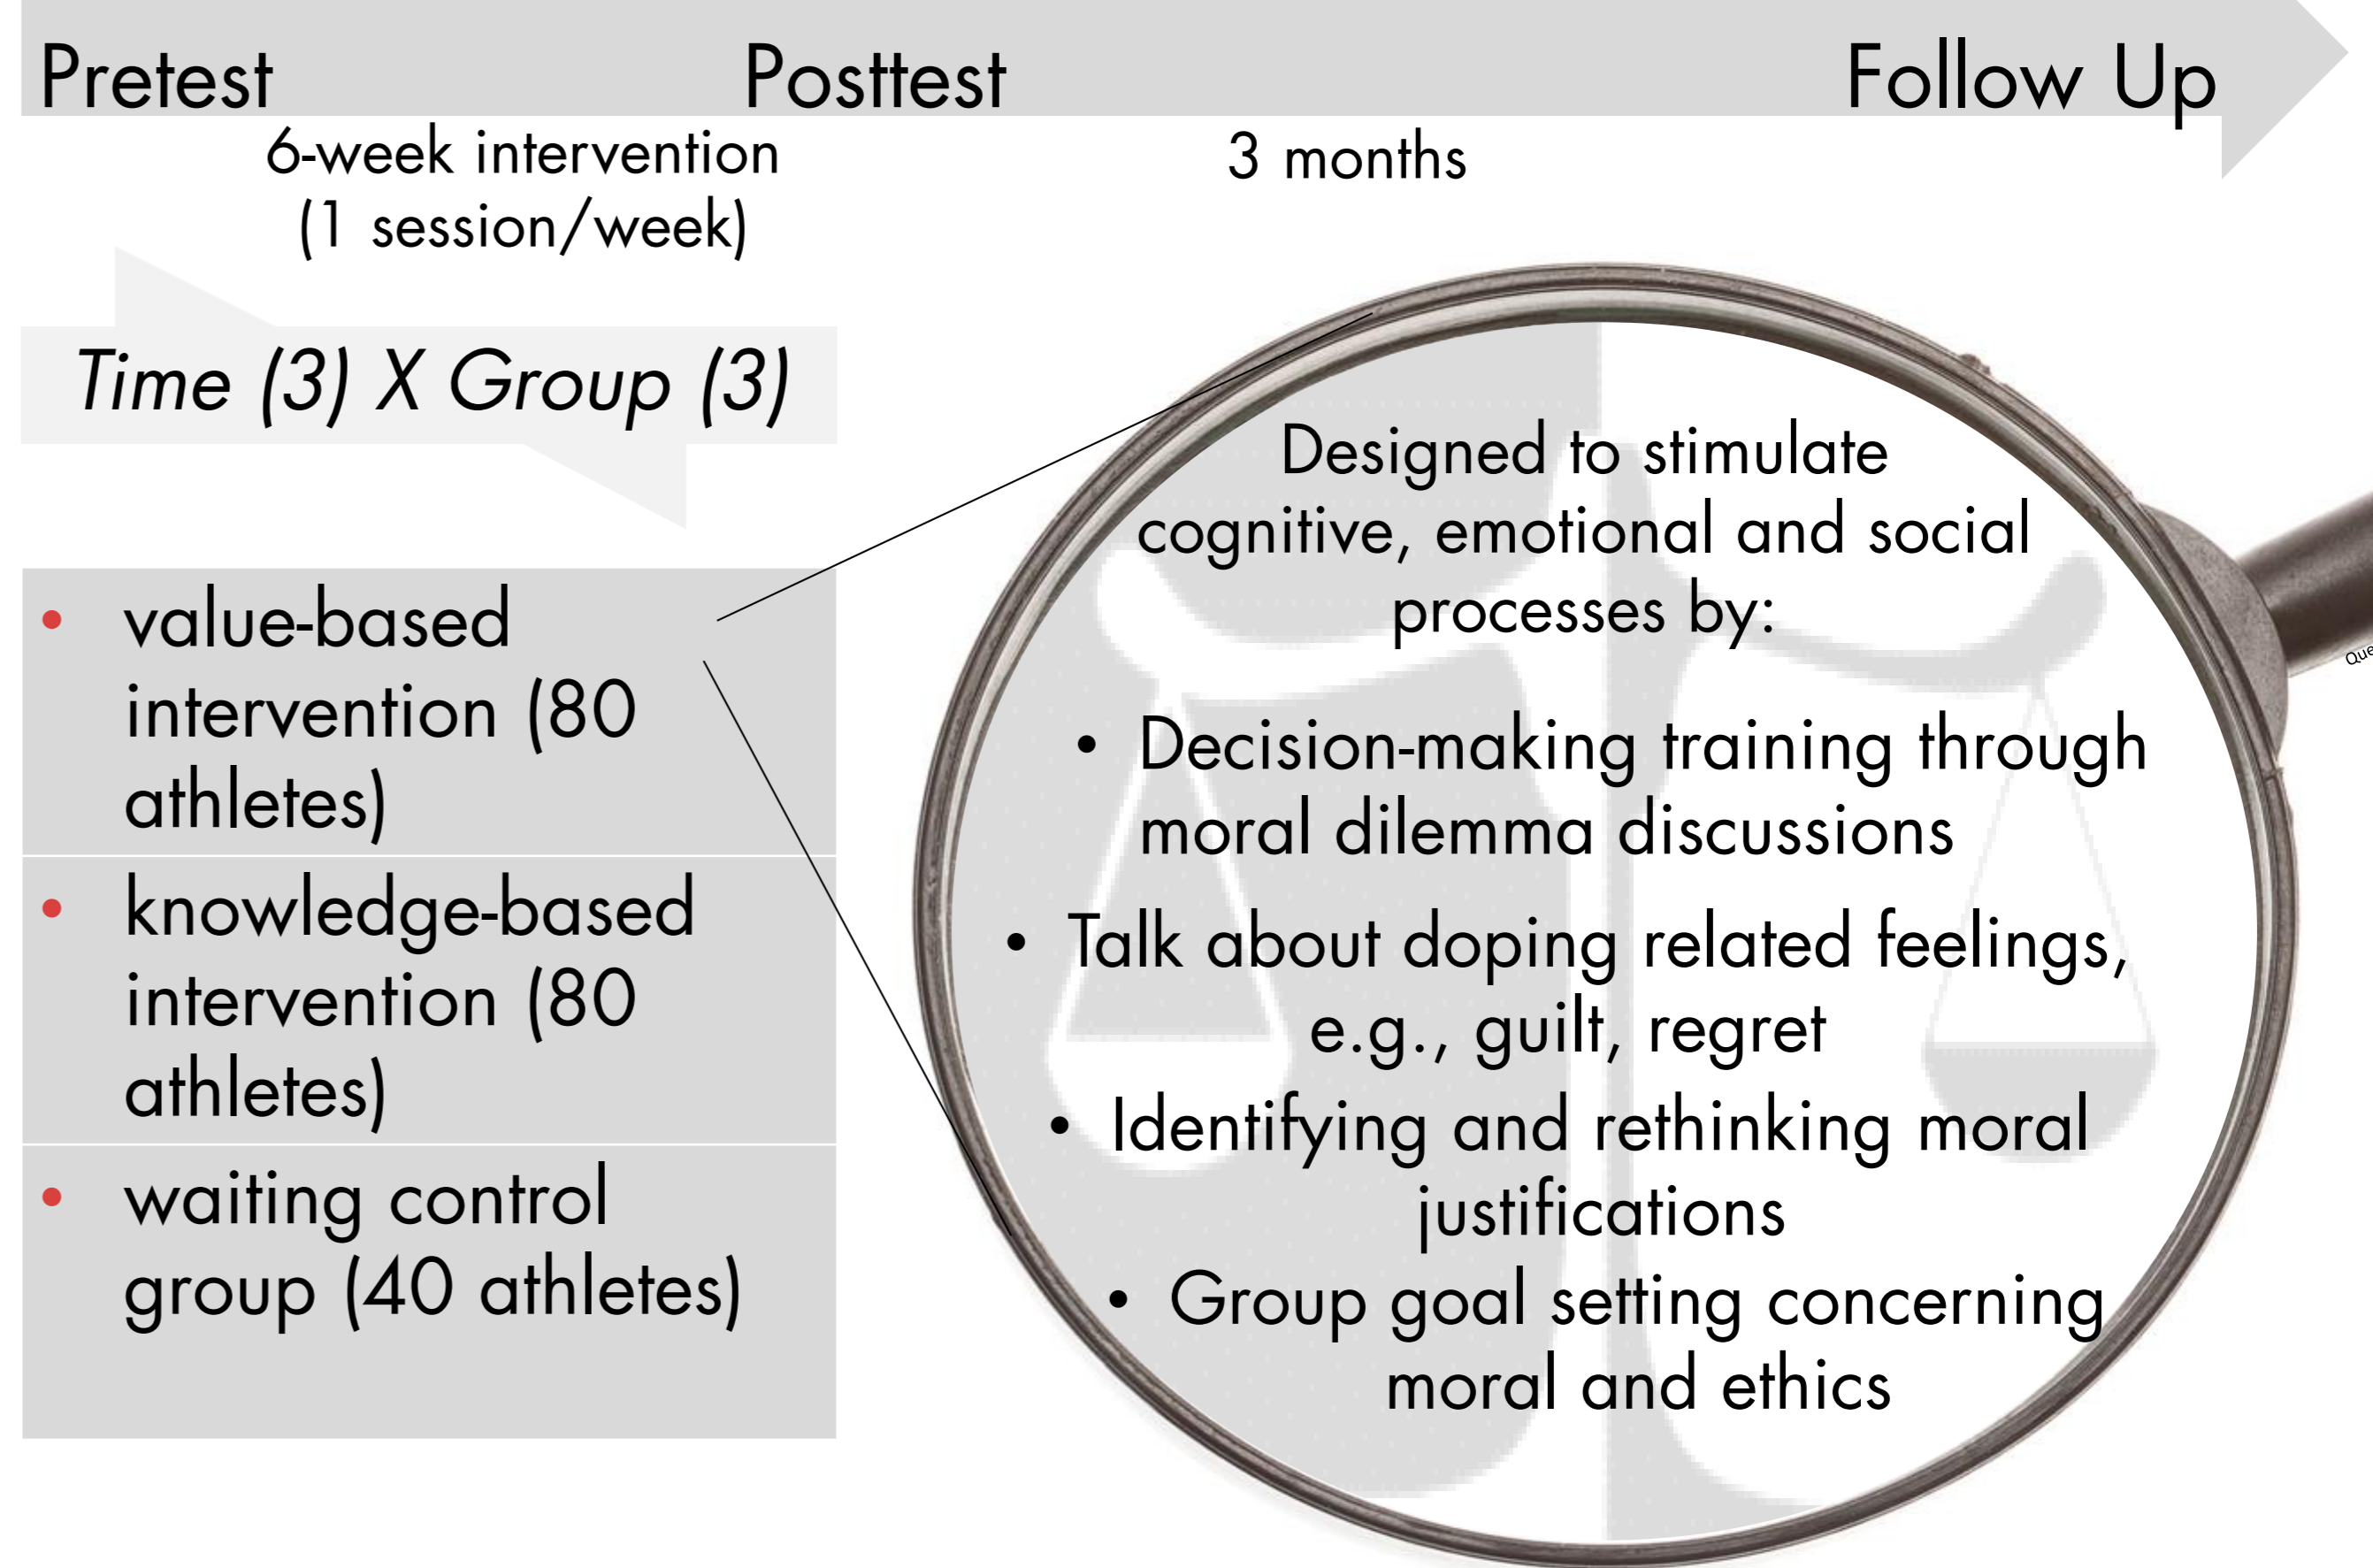 Pretest Posttest Follow Up
6-week intervention
(1 session/week)
3 months
Time (3) X Group (3)
• value-based
intervention (80
athletes)
• knowledge-based
intervention (80
athletes)
• waiting control
group (40 athletes)
Designed to stimulate
cognitive, emotional and social
processes by:
• Decision-making training through
moral dilemma discussions
• Talk about doping related feelings,
e.g., guilt, regret
• Identifying and rethinking moral
justifications
• Group goal setting concerning
moral and ethics